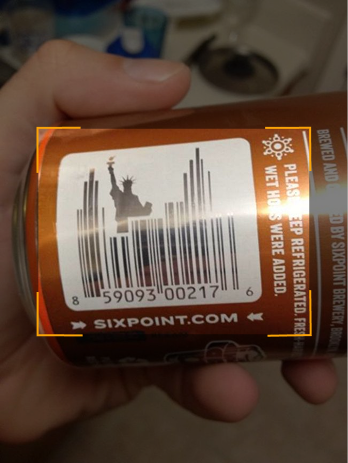 8 59093 00217 6
SIXPOINT.COM
PLEASE KEEP REFRIGERATED.
WET HOPS WERE ADDED.
BREWED AND
BY SIXPOINT BREWERY,